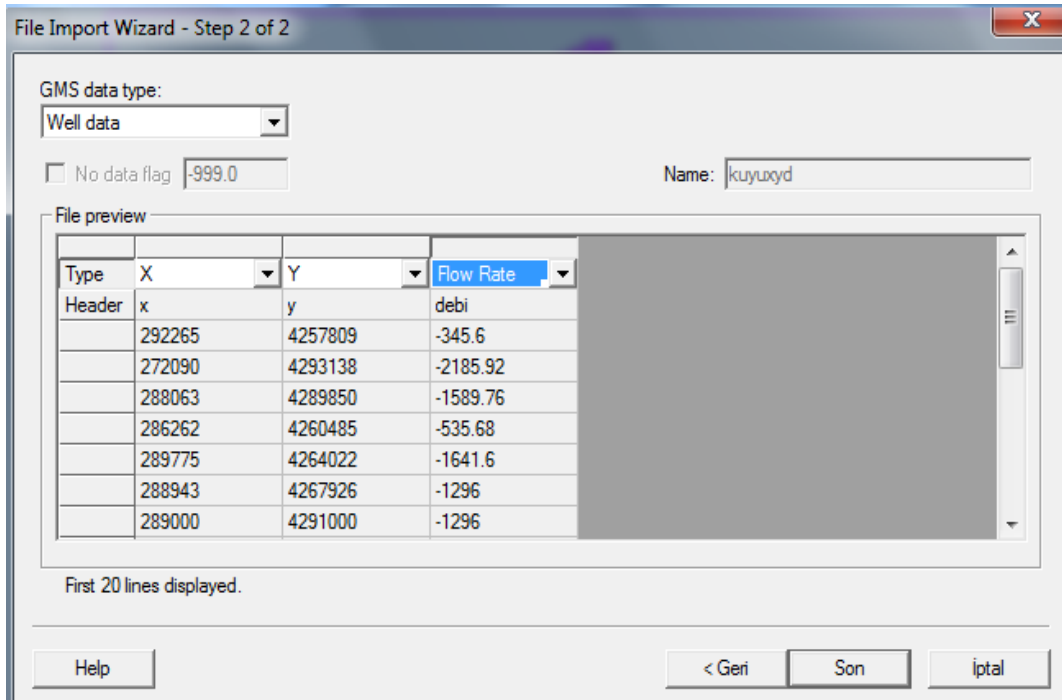 File Import Wizard - Step 2 of 2
GMS data type:
Well data
No data flag -999.0 Name: kuyuxyd
File preview
Type X Y Flow Rate
Header x y debi
292265 4257809 -345.6
272090 4293138 -2185.92
288063 4289850 -1589.76
286262 4260485 -535.68
289775 4264022 -1641.6
288943 4267926 -1296
289000 4291000 -1296
First 20 lines displayed.
Help < Geri Son İptal